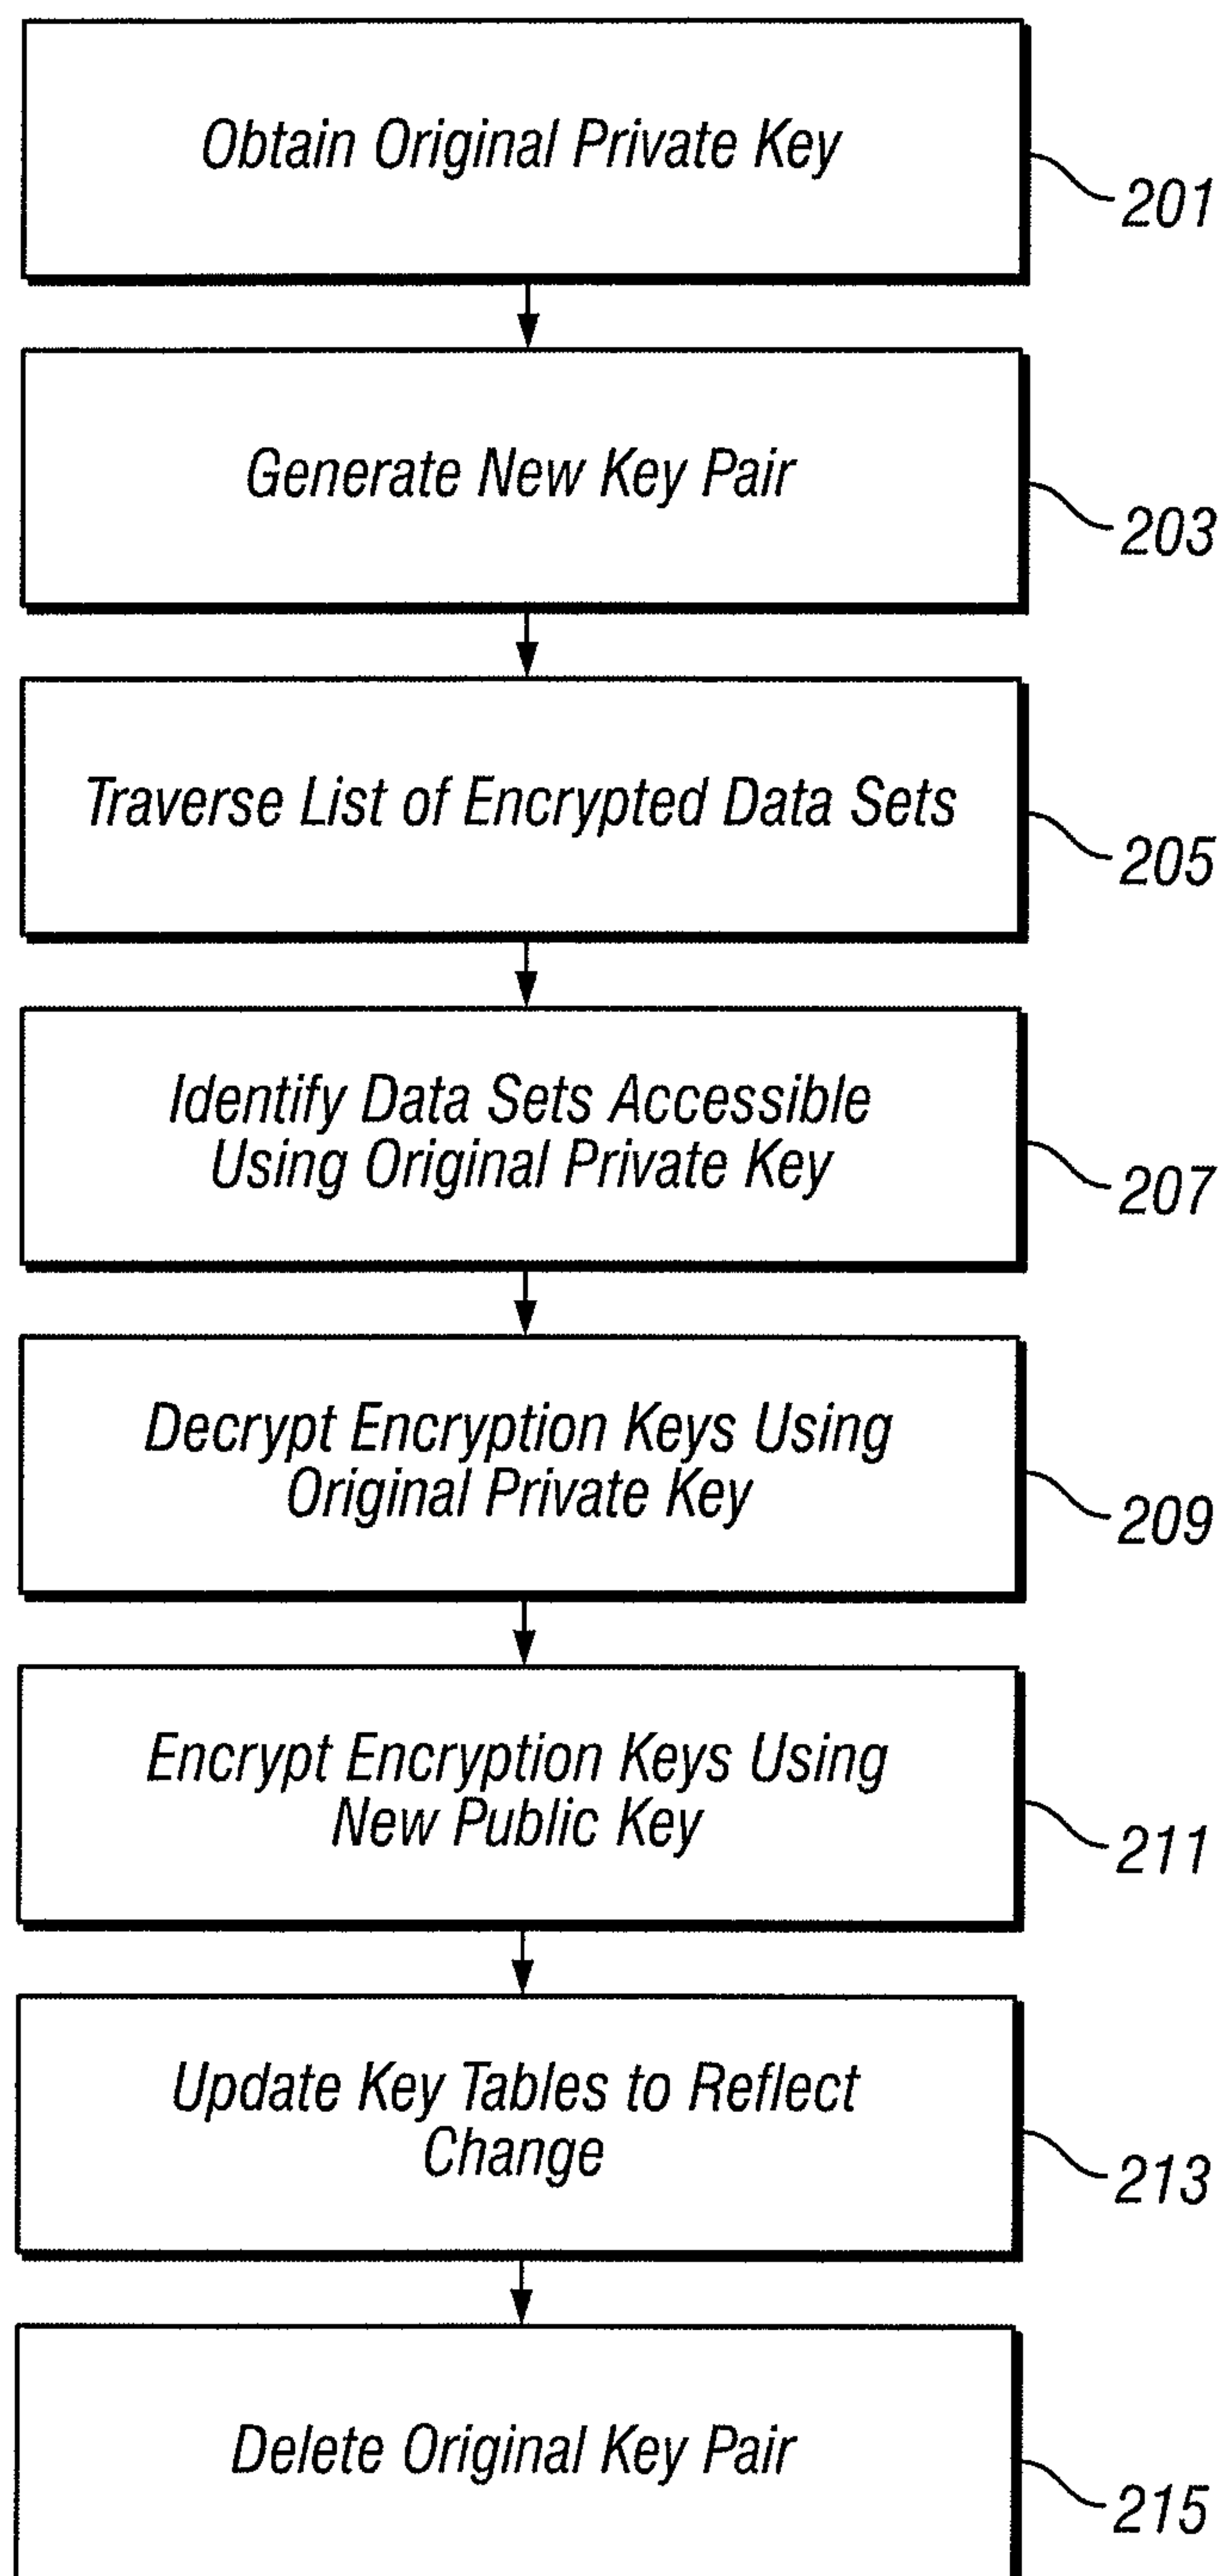 Obtain Original Private Key
201
Generate New Key Pair
203
Traverse List of Encrypted Data Sets
205
Identify Data Sets Accessible
Using Original Private Key
207
Decrypt Encryption Keys Using
Original Private Key
209
Encrypt Encryption Keys Using
New Public Key
211
Update Key Tables to Reflect
Change
213
Delete Original Key Pair
215